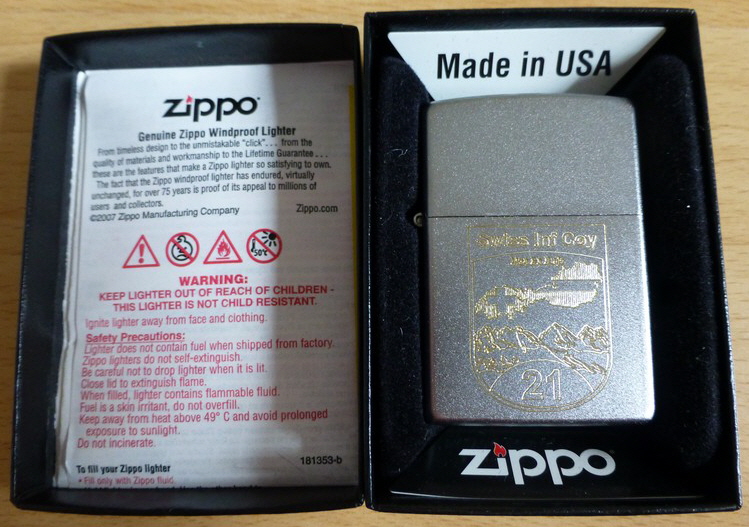 Zippo
Genuine Zippo Windproof Lighter
From timeless design to the unmistakable "click". . . from the
quality of materials and workmanship to the Lifetime Guarantee . . .
these are the features that make a Zippo lighter so satisfying to own.
The fact that the Zippo windproof lighter has endured, virtually
unchanged, for over 75 years is proof of its appeal to millions of
users and collectors.
©2007 Zippo Manufacturing Company Zippo.com
50°C
WARNING:
KEEP LIGHTER OUT OF REACH OF CHILDREN -
THIS LIGHTER IS NOT CHILD RESISTANT.
Ignite lighter away from face and clothing.
Safety Precautions:
Lighter does not contain fuel when shipped from factory.
Zippo lighters do not self-extinguish.
Be careful not to drop lighter when it is lit.
Close lid to extinguish flame.
When filled, lighter contains flammable fluid.
Fuel is a skin irritant, do not overfill.
Keep away from heat above 49° C and avoid prolonged
exposure to sunlight.
Do not incinerate.
181353-b
To fill your Zippo lighter
• Fill only with Zippo fluid.
Made in USA
Swiss Inf Coy
21
Zippo